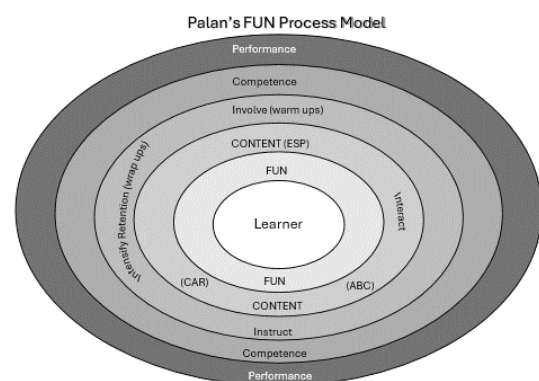 Palan's FUN Process Model
Performance
Competence
Involve (warm ups)
CONTENT (ESP)
FUN
Intensify Retention (wrap ups)
Interact
Learner
(CAR)
FUN
(ABC)
CONTENT
Instruct
Competence
Performance